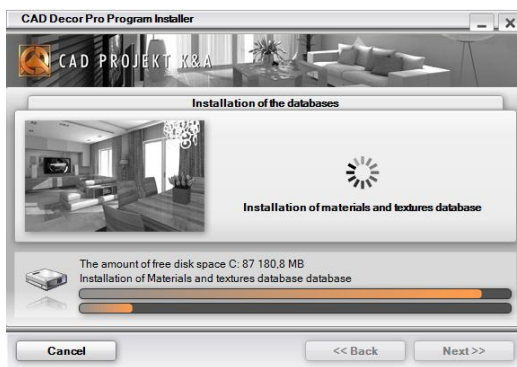 CAD Decor Pro Program Installer
CAD PROJEKT K&A
Installation of the databases
Installation of materials and textures database
The amount of free disk space C: 87 180,8 MB
Installation of Materials and textures database database
Cancel
<< Back
Next >>